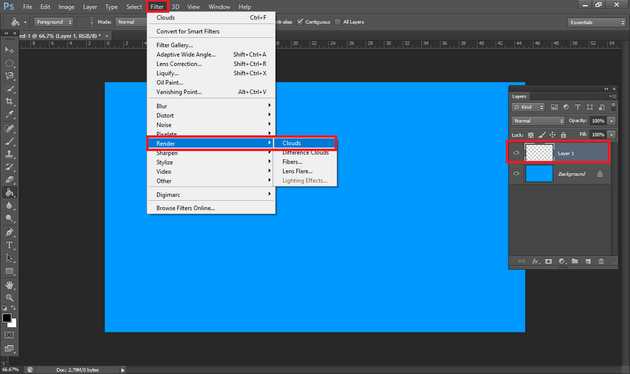 Ps File Edit Image Layer Type Select Filter 3D View Window Help
Foreground Mode: Normal Contiguous All Layers Essentials
@ 66.7% (Layer 1, RGB/8) * ×
Clouds Ctrl+F
Convert for Smart Filters
Filter Gallery...
Adaptive Wide Angle... Shift+Ctrl+A
Lens Correction... Shift+Ctrl+R
Liquify... Shift+Ctrl+X
Oil Paint...
Vanishing Point... Alt+Ctrl+V
Blur
Distort
Noise
Pixelate
Render
Sharpen
Stylize
Video
Other
Digimarc
Browse Filters Online...
Clouds
Difference Clouds
Fibers...
Lens Flare...
Lighting Effects...
Layers
Kind
Normal Opacity: 100%
Lock: Fill: 100%
Layer 1
Background
fx
66.67% Doc: 2.79M/0 bytes